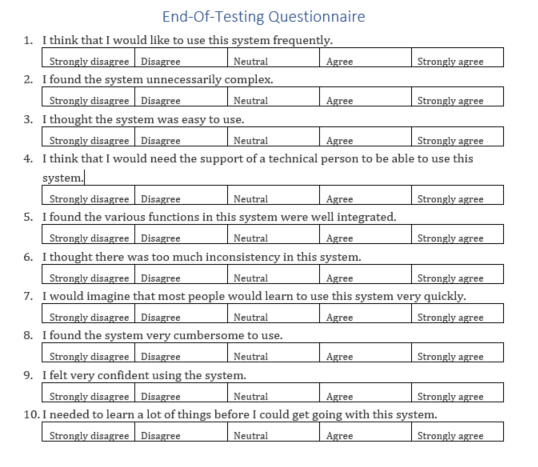 End-Of-Testing Questionnaire
1. I think that I would like to use this system frequently.
Strongly disagree Disagree Neutral Agree Strongly agree
2. I found the system unnecessarily complex.
Strongly disagree Disagree Neutral Agree Strongly agree
3. I thought the system was easy to use.
Strongly disagree Disagree Neutral Agree Strongly agree
4. I think that I would need the support of a technical person to be able to use this
system.
Strongly disagree Disagree Neutral Agree Strongly agree
5. I found the various functions in this system were well integrated.
Strongly disagree Disagree Neutral Agree Strongly agree
6. I thought there was too much inconsistency in this system.
Strongly disagree Disagree Neutral Agree Strongly agree
7. I would imagine that most people would learn to use this system very quickly.
Strongly disagree Disagree Neutral Agree Strongly agree
8. I found the system very cumbersome to use.
Strongly disagree Disagree Neutral Agree Strongly agree
9. I felt very confident using the system.
Strongly disagree Disagree Neutral Agree Strongly agree
10. I needed to learn a lot of things before I could get going with this system.
Strongly disagree Disagree Neutral Agree Strongly agree